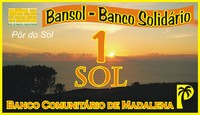 Bansol - Banco Solidário
Pôr do Sol
1
SOL
BANCO COMUNITÁRIO DE MADALENA